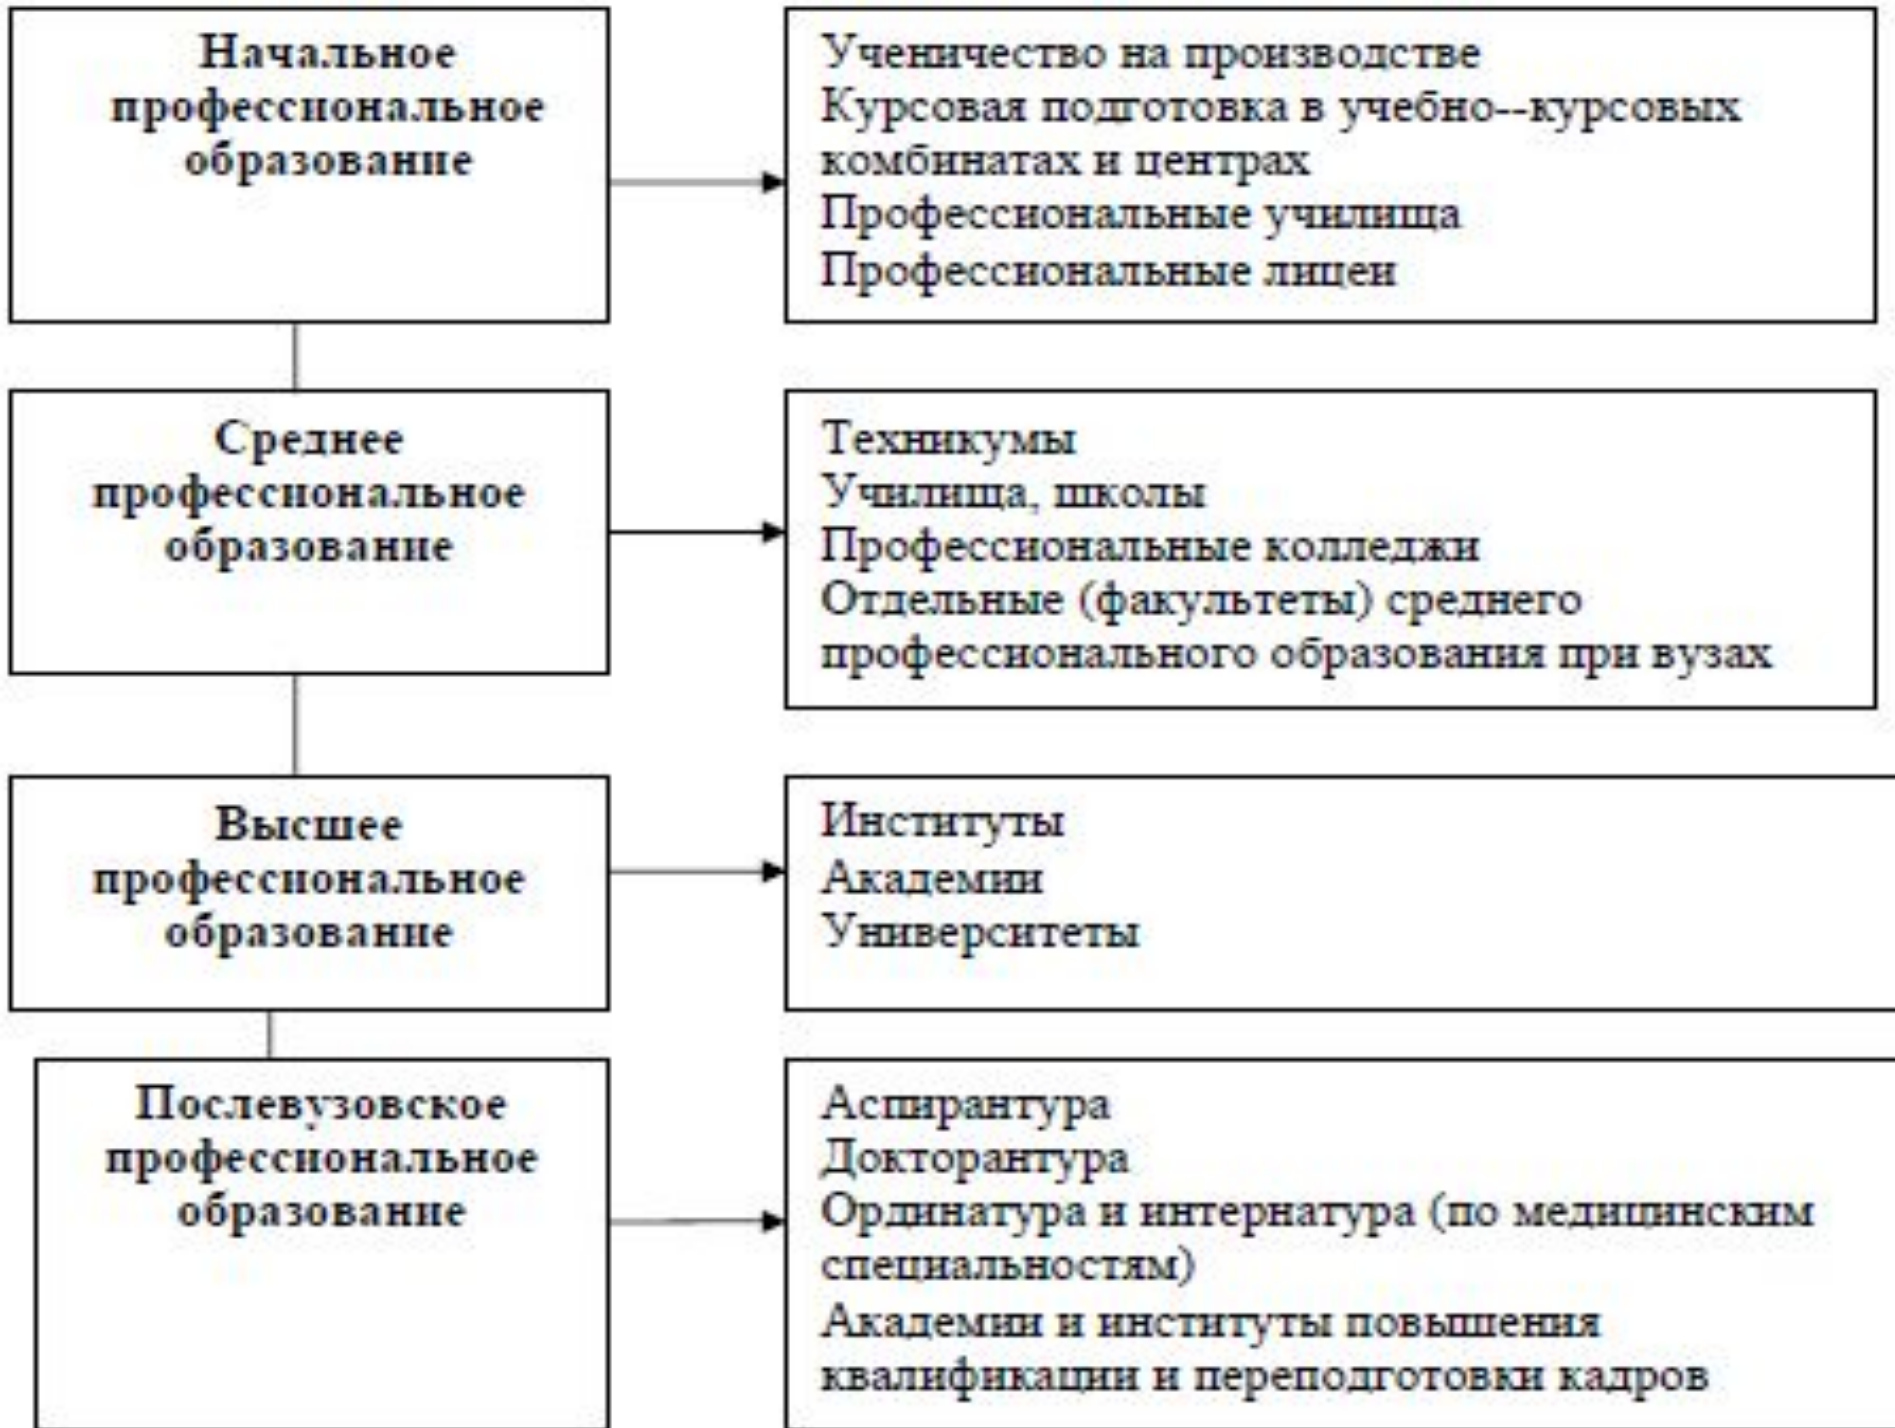 Начальное
профессиональное
образование
Ученичество на производстве
Курсовая подготовка в учебно--курсовых
комбинатах и центрах
Профессиональные училища
Профессиональные лицеи
Среднее
профессиональное
образование
Техникумы
Училища, школы
Профессиональные колледжи
Отдельные (факультеты) среднего
профессионального образования при вузах
Высшее
профессиональное
образование
Институты
Академии
Университеты
Послевузовское
профессиональное
образование
Аспирантура
Докторантура
Ординатура и интернатура (по медицинским
специальностям)
Академии и институты повышения
квалификации и переподготовки кадров